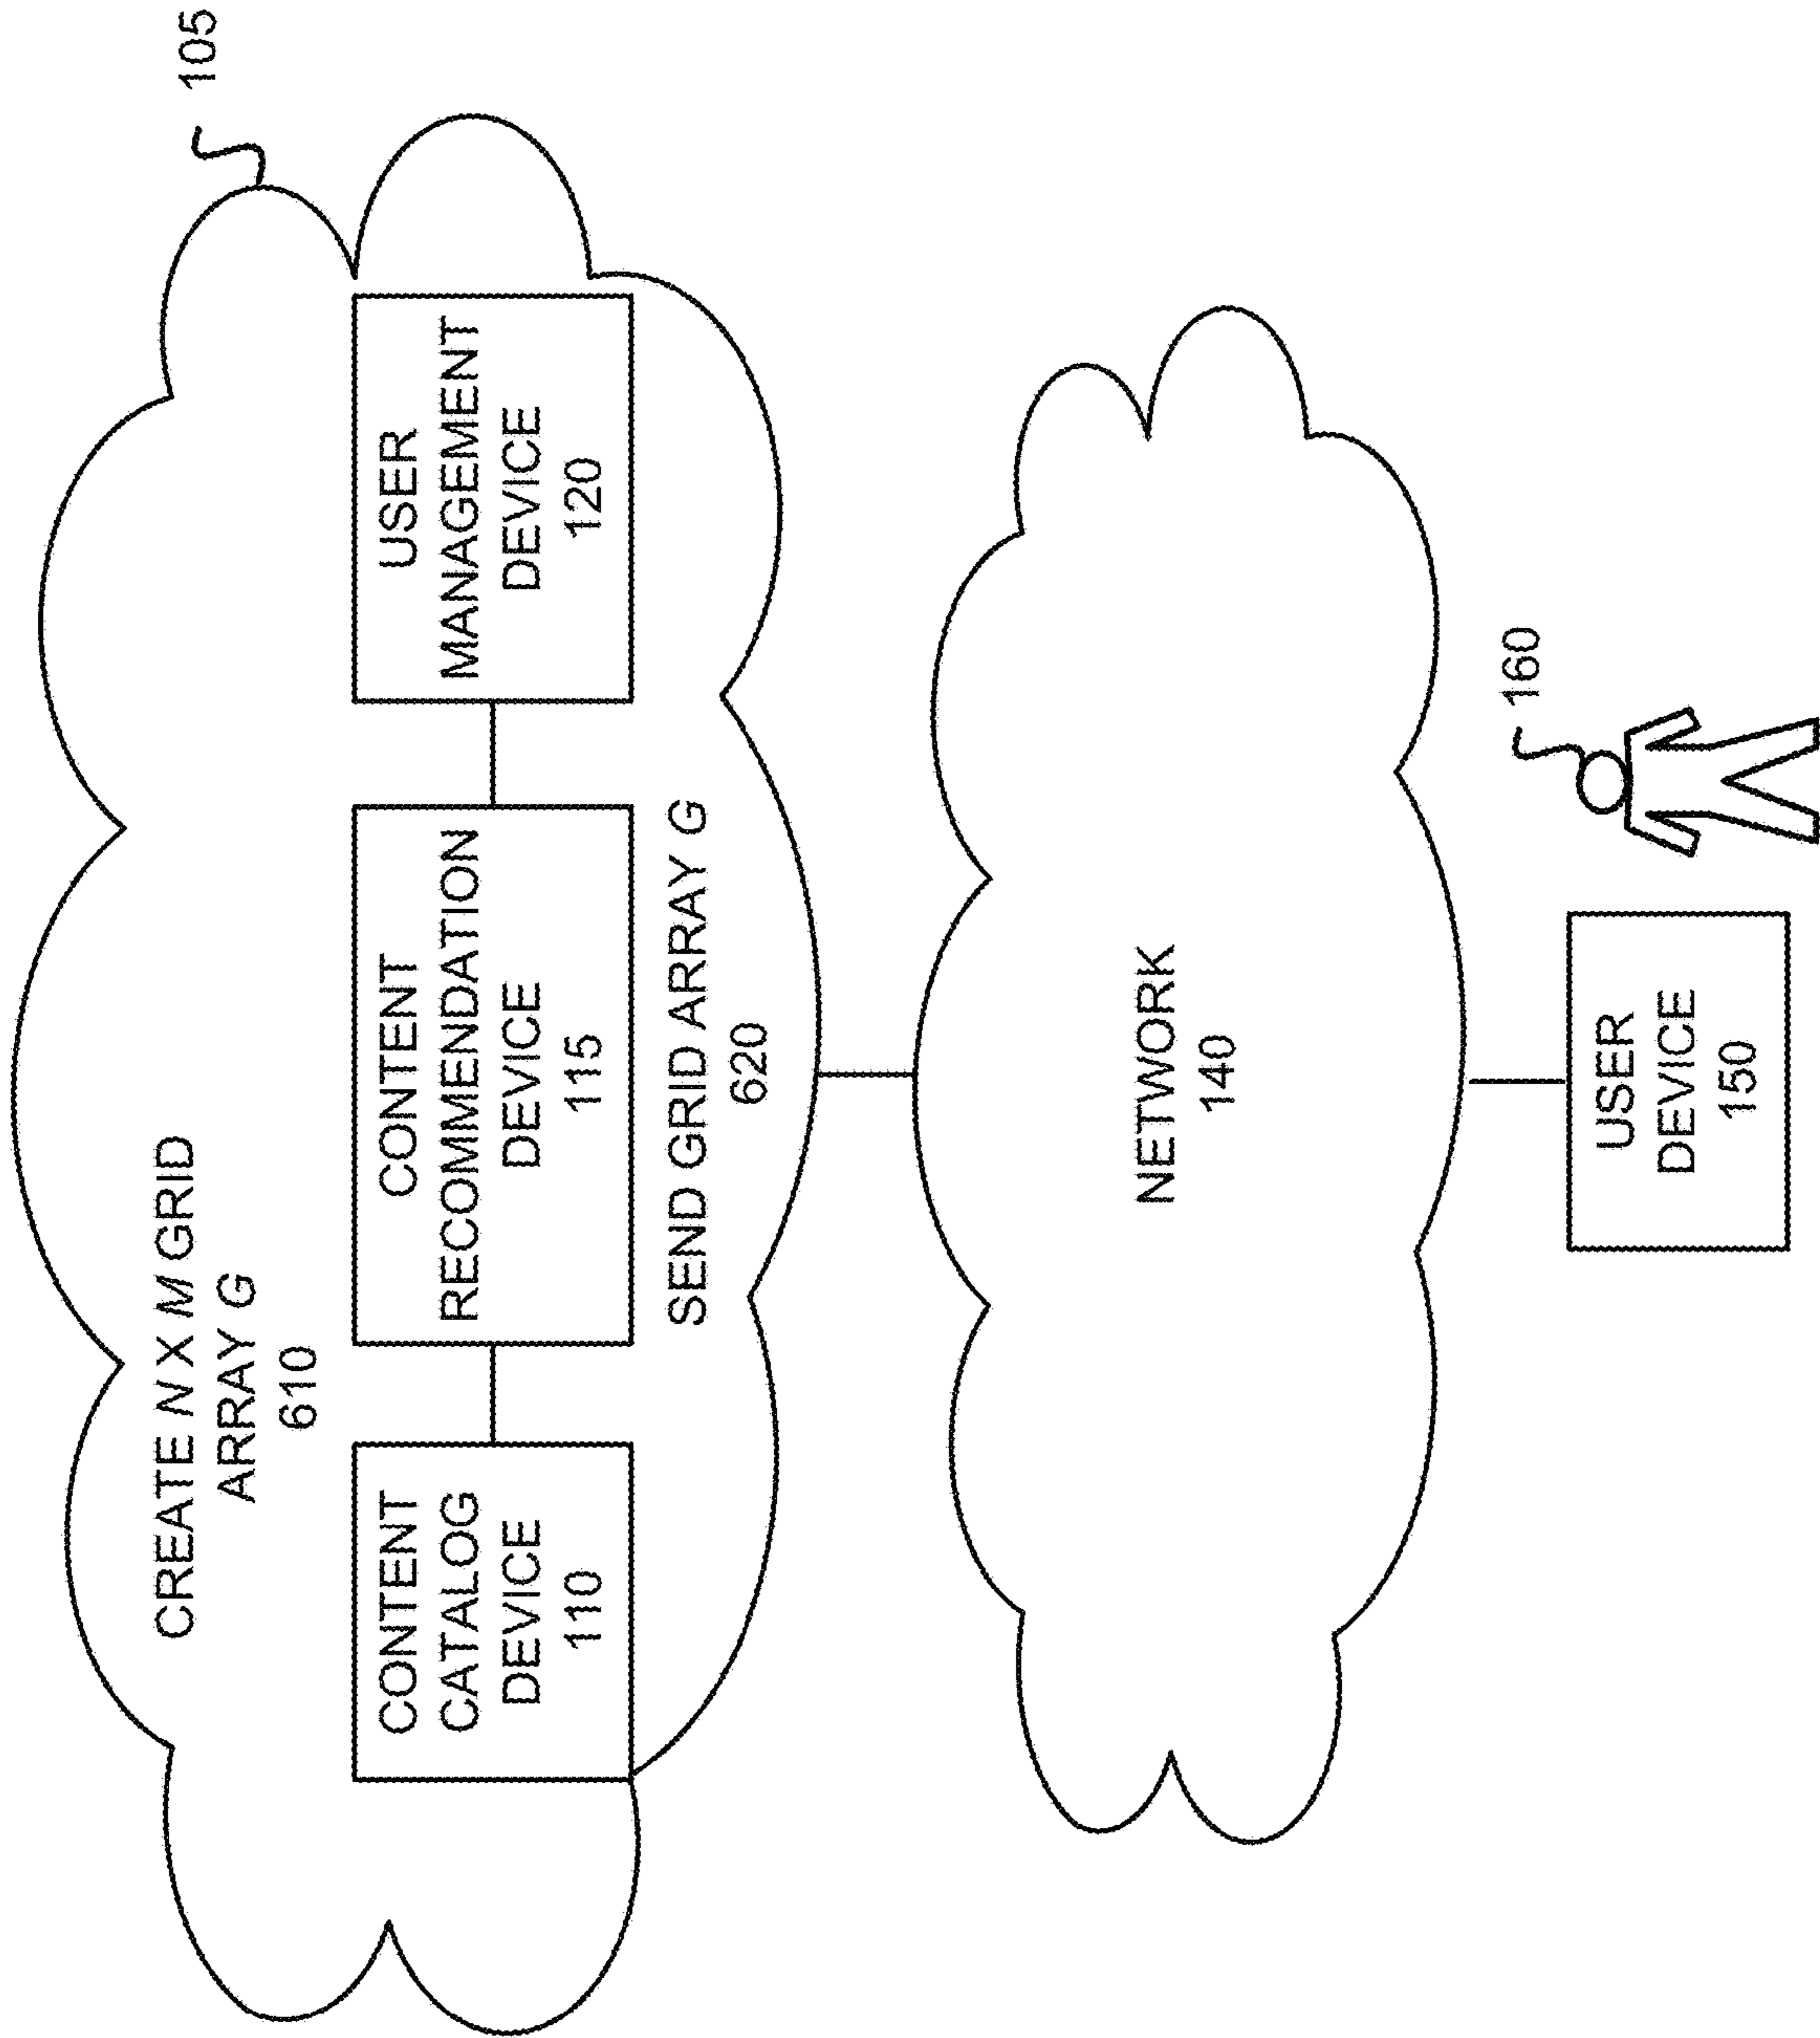 105
CREATE N X M GRID
ARRAY G
610
CONTENT
CATALOG
DEVICE
110
CONTENT
RECOMMENDATION
DEVICE
115
USER
MANAGEMENT
DEVICE
120
SEND GRID ARRAY G
620
NETWORK
140
USER
DEVICE
150
160